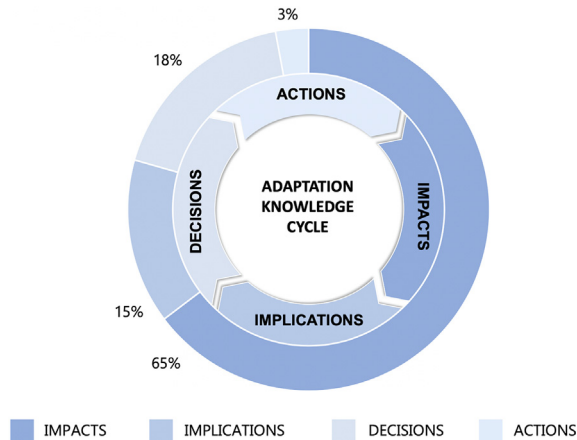 3%
18%
ACTIONS
DECISIONS
ADAPTATION
KNOWLEDGE
CYCLE
IMPACTS
IMPLICATIONS
15%
65%
IMPACTS
IMPLICATIONS
DECISIONS
ACTIONS